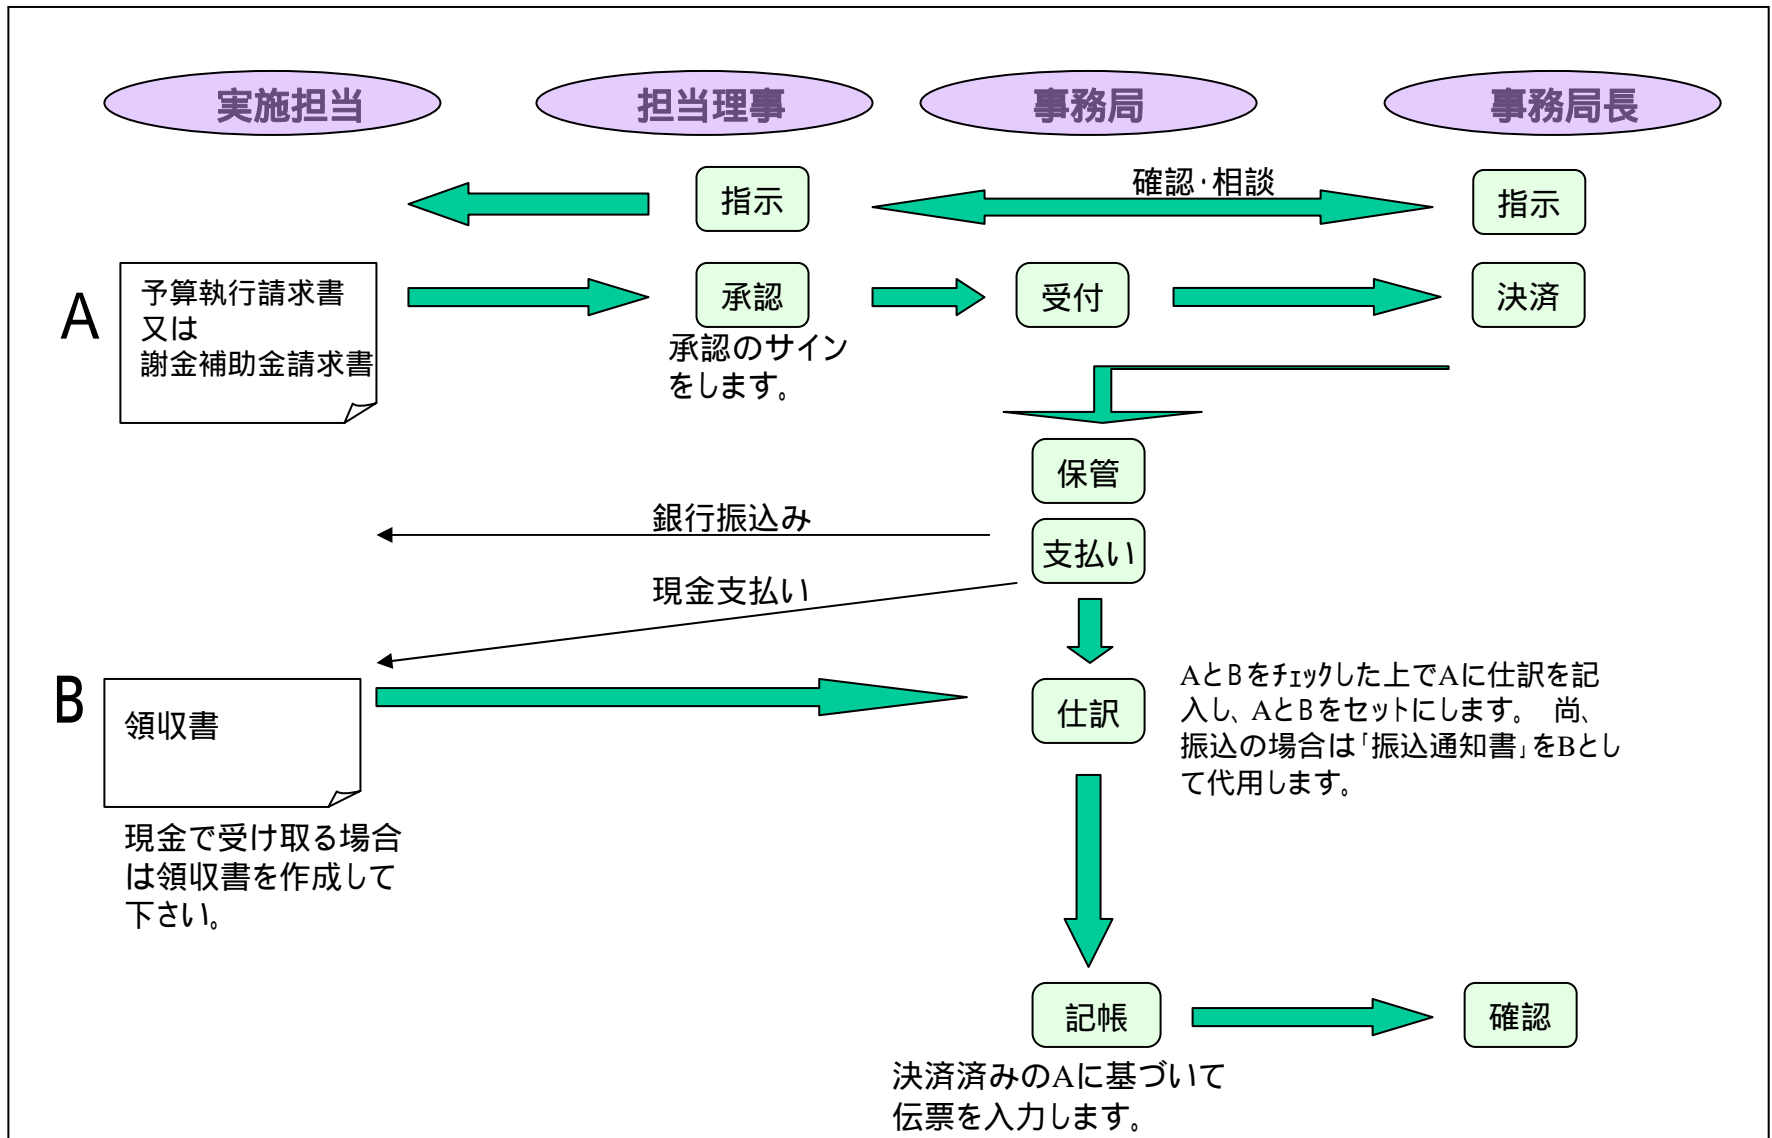 実施担当
担当理事
事務局
事務局長
指示
確認・相談
指示
A
予算執行請求書
又は
謝金補助金請求書
承認
受付
決済
承認のサイン
をします。
保管
銀行振込み
支払い
現金支払い
B
領収書
仕訳
AとBをﾁｪｯｸした上でAに仕訳を記
入し、AとBをセットにします。　尚、
振込の場合は「振込通知書」をBとし
て代用します。
現金で受け取る場合
は領収書を作成して
下さい。
記帳
確認
決済済みのAに基づいて
伝票を入力します。